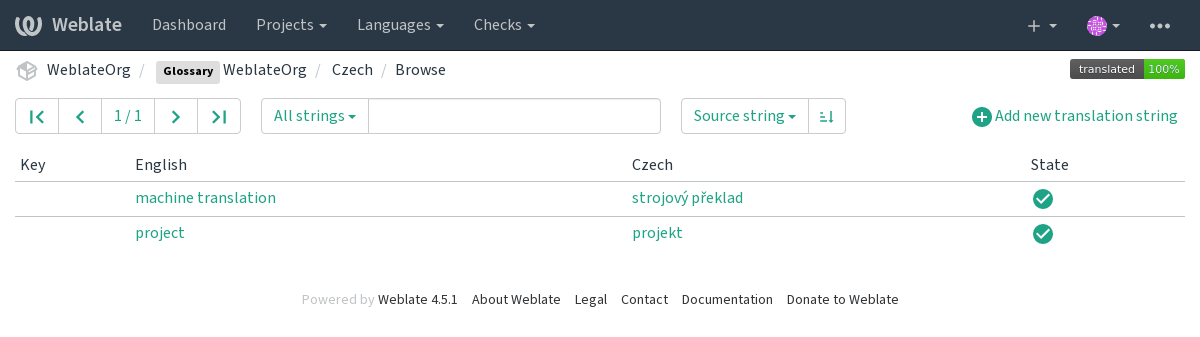 Weblate Dashboard Projects Languages Checks
WeblateOrg / Glossary WeblateOrg / Czech / Browse translated 100%
1 / 1 All strings Source string Add new translation string
Key English Czech State
machine translation strojový překlad
project projekt
Powered by Weblate 4.5.1 About Weblate Legal Contact Documentation Donate to Weblate